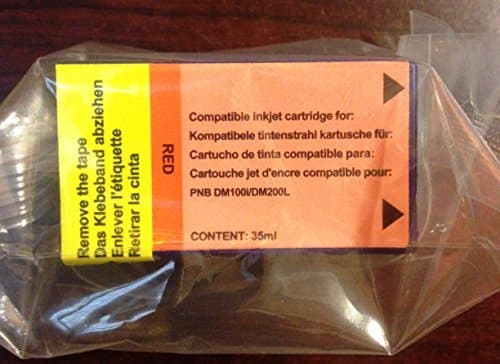 Remove the tape
Das Klebeband abziehen
Enlever l'étiquette
Retirar la cinta
RED
Compatible inkjet cartridge for:
Kompatibele tintenstrahl kartusche für:
Cartucho de tinta compatible para:
Cartouche jet d'encre compatible pour:
PNB DM100i/DM200L
CONTENT: 35ml